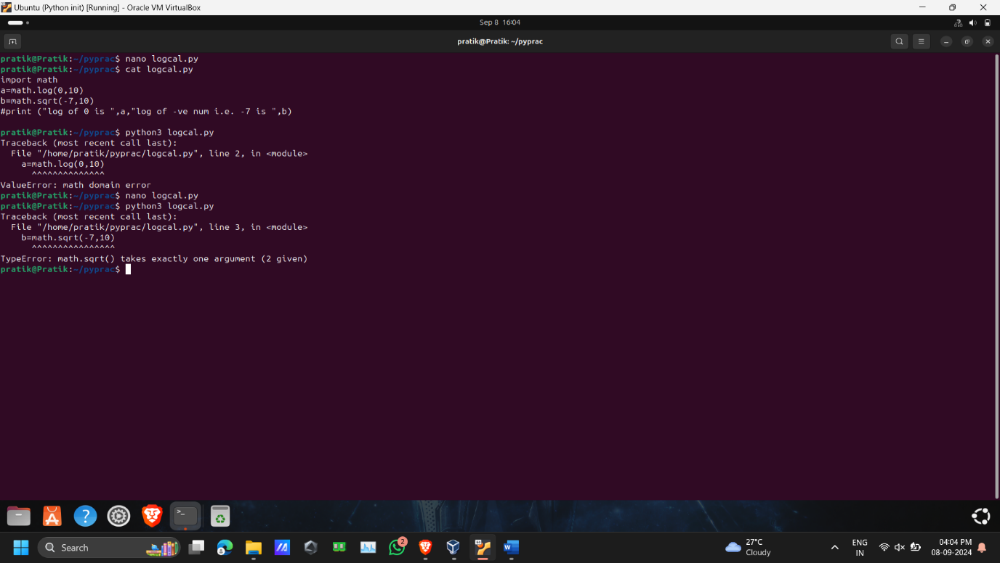 Ubuntu (Python init) [Running] - Oracle VM VirtualBox
Sep 8 16:04
pratik@Pratik: ~/pyprac
pratik@Pratik:~/pyprac$ nano logcal.py
pratik@Pratik:~/pyprac$ cat logcal.py
import math
a=math.log(0,10)
b=math.sqrt(-7,10)
#print ("log of 0 is ",a,"log of -ve num i.e. -7 is ",b)
pratik@Pratik:~/pyprac$ python3 logcal.py
Traceback (most recent call last):
  File "/home/pratik/pyprac/logcal.py", line 2, in <module>
    a=math.log(0,10)
      ^^^^^^^^^^^^^^
ValueError: math domain error
pratik@Pratik:~/pyprac$ nano logcal.py
pratik@Pratik:~/pyprac$ python3 logcal.py
Traceback (most recent call last):
  File "/home/pratik/pyprac/logcal.py", line 3, in <module>
    b=math.sqrt(-7,10)
      ^^^^^^^^^^^^^^^^
TypeError: math.sqrt() takes exactly one argument (2 given)
pratik@Pratik:~/pyprac$
Search
2
27°C
Cloudy
ENG
IN
04:04 PM
08-09-2024